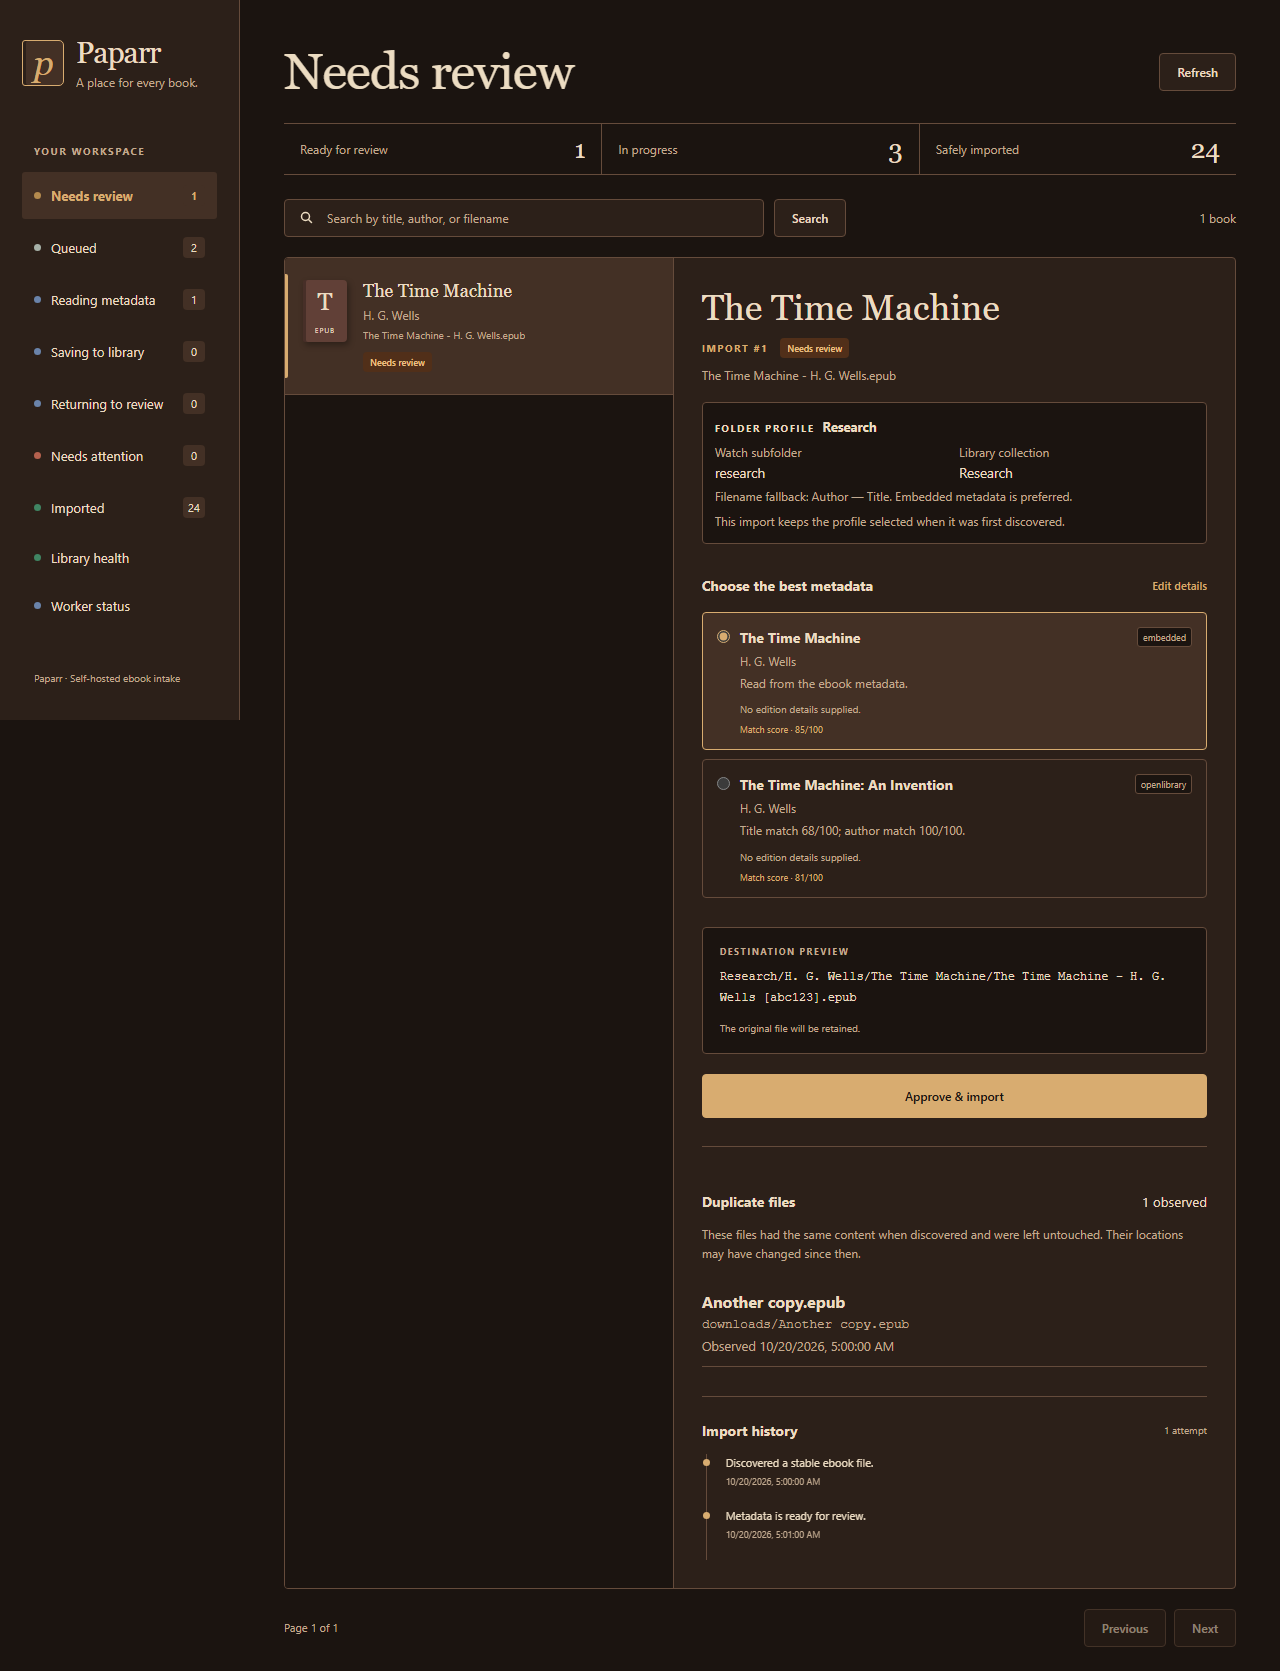 p
Paparr
A place for every book.
YOUR WORKSPACE
Needs review 1
Queued 2
Reading metadata 1
Saving to library 0
Returning to review 0
Needs attention 0
Imported 24
Library health
Worker status
Paparr · Self-hosted ebook intake
Needs review
Refresh
Ready for review 1
In progress 3
Safely imported 24
Search by title, author, or filename
Search
1 book
T
EPUB
The Time Machine
H. G. Wells
The Time Machine - H. G. Wells.epub
Needs review
The Time Machine
IMPORT #1 Needs review
The Time Machine - H. G. Wells.epub
FOLDER PROFILE Research
Watch subfolder Library collection
research Research
Filename fallback: Author — Title. Embedded metadata is preferred.
This import keeps the profile selected when it was first discovered.
Choose the best metadata Edit details
The Time Machine embedded
H. G. Wells
Read from the ebook metadata.
No edition details supplied.
Match score · 85/100
The Time Machine: An Invention openlibrary
H. G. Wells
Title match 68/100; author match 100/100.
No edition details supplied.
Match score · 81/100
DESTINATION PREVIEW
Research/H. G. Wells/The Time Machine/The Time Machine - H. G.
Wells [abc123].epub
The original file will be retained.
Approve & import
Duplicate files 1 observed
These files had the same content when discovered and were left untouched. Their locations
may have changed since then.
Another copy.epub
downloads/Another copy.epub
Observed 10/20/2026, 5:00:00 AM
Import history 1 attempt
Discovered a stable ebook file.
10/20/2026, 5:00:00 AM
Metadata is ready for review.
10/20/2026, 5:01:00 AM
Page 1 of 1
Previous
Next